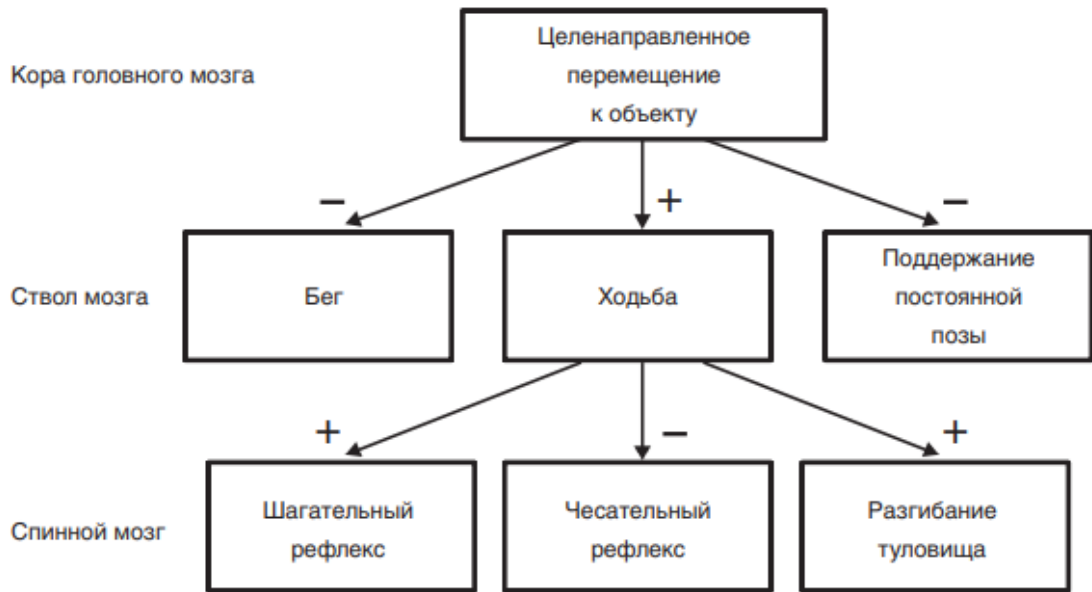 Целенаправленное
перемещение
к объекту
Кора головного мозга
−
+
−
Ствол мозга
Бег
Ходьба
Поддержание
постоянной
позы
+
−
+
Спинной мозг
Шагательный
рефлекс
Чесательный
рефлекс
Разгибание
туловища